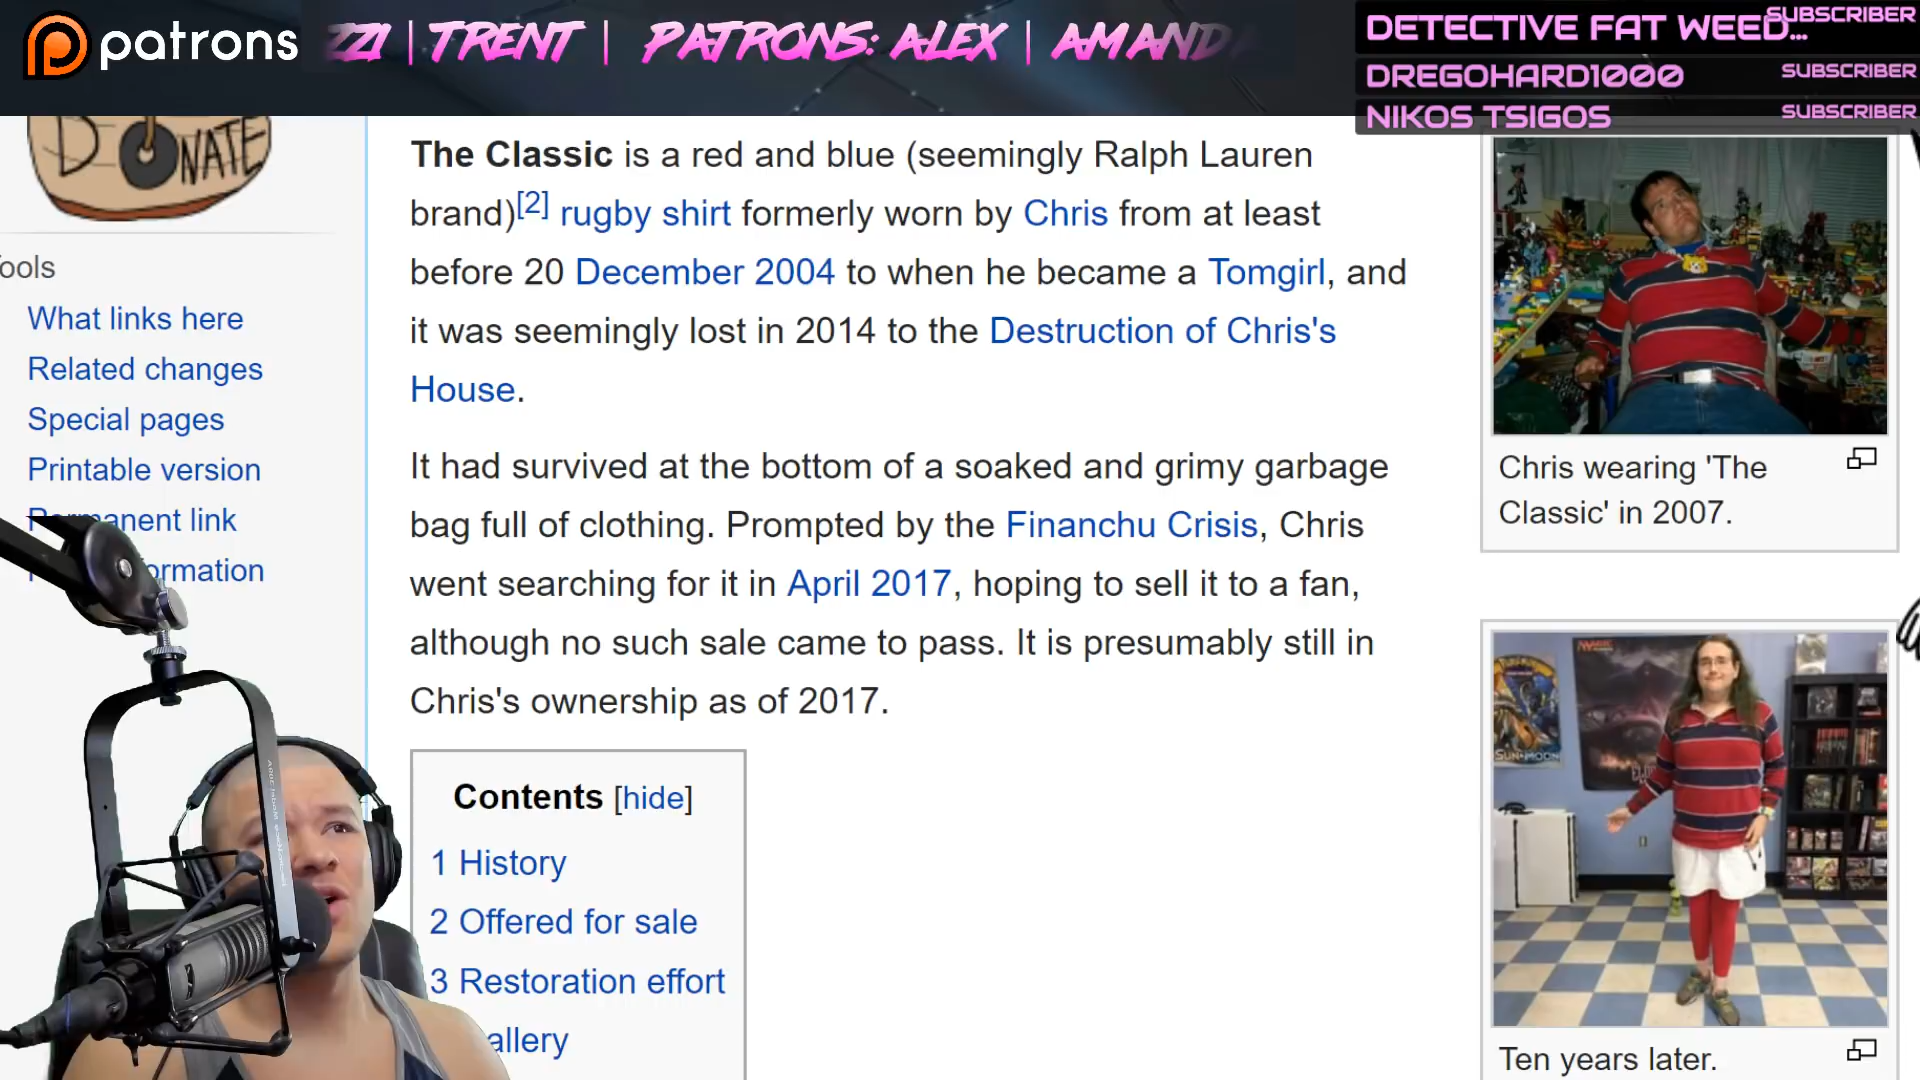 patrons
ZZI | TRENT | PATRONS: ALEX | AMANDA
DETECTIVE FAT WEED...
SUBSCRIBER
DREGOHARD1000
SUBSCRIBER
NIKOS TSIGOS
SUBSCRIBER
DONATE
ools
What links here
Related changes
Special pages
Printable version
Permanent link
ormation
The Classic is a red and blue (seemingly Ralph Lauren
brand)[2] rugby shirt formerly worn by Chris from at least
before 20 December 2004 to when he became a Tomgirl, and
it was seemingly lost in 2014 to the Destruction of Chris's
House.
It had survived at the bottom of a soaked and grimy garbage
bag full of clothing. Prompted by the Financhu Crisis, Chris
went searching for it in April 2017, hoping to sell it to a fan,
although no such sale came to pass. It is presumably still in
Chris's ownership as of 2017.
Contents [hide]
1 History
2 Offered for sale
3 Restoration effort
allery
Chris wearing 'The
Classic' in 2007.
SUN MOON
Ten years later.